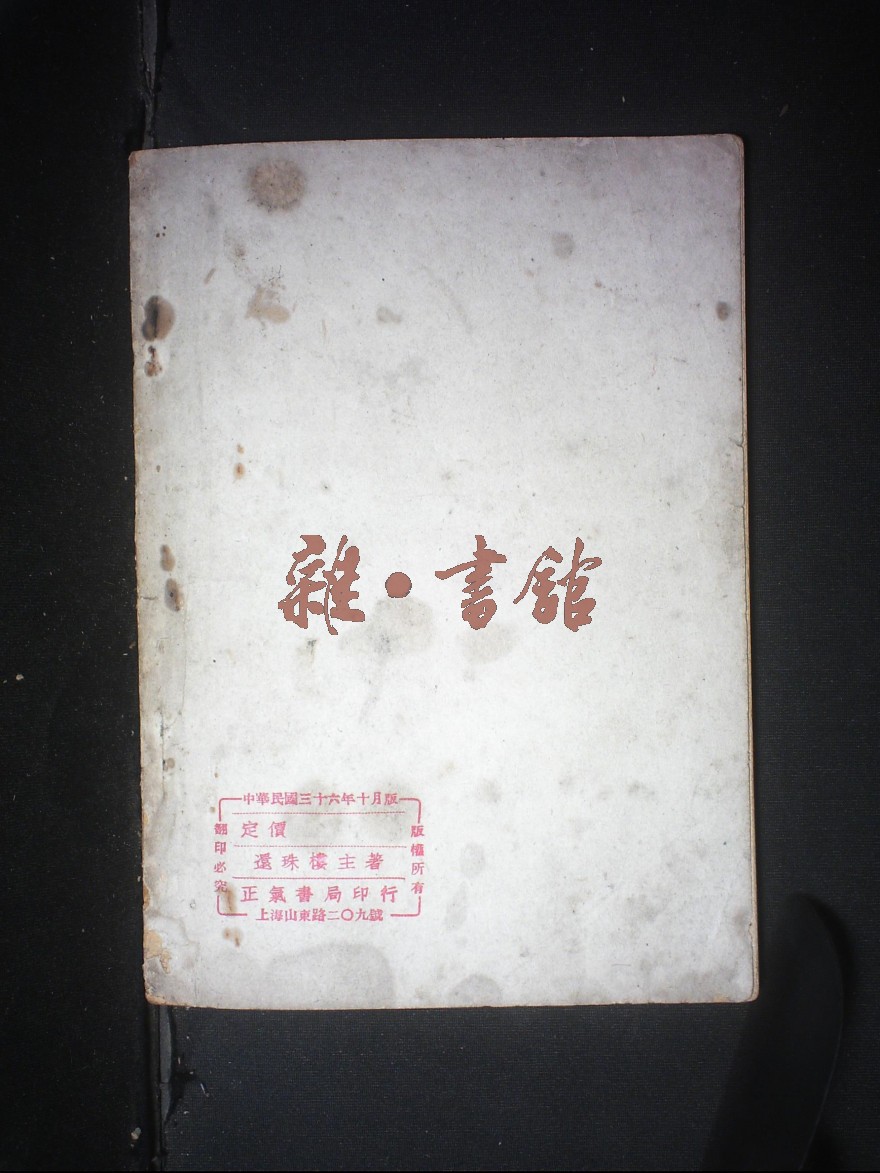 雜·書館
中華民國三十六年十月版
定價
還珠樓主著
正氣書局印行
上海山東路二〇九號
翻印必究
版權所有